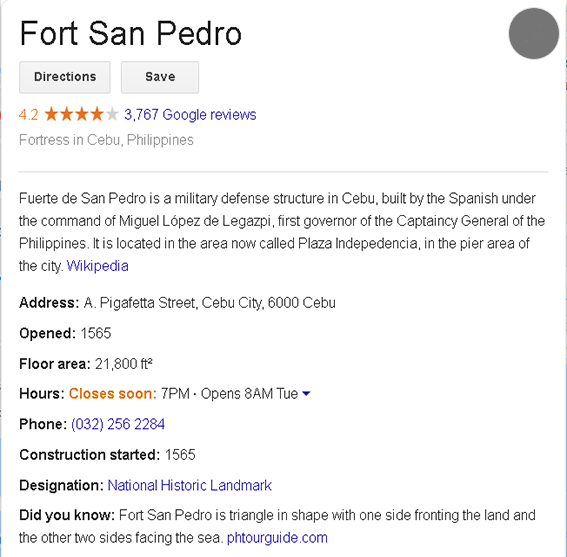 Fort San Pedro
Directions Save
4.2 ★★★★★ 3,767 Google reviews
Fortress in Cebu, Philippines
Fuerte de San Pedro is a military defense structure in Cebu, built by the Spanish under
the command of Miguel López de Legazpi, first governor of the Captaincy General of the
Philippines. It is located in the area now called Plaza Indepedencia, in the pier area of
the city. Wikipedia
Address: A. Pigafetta Street, Cebu City, 6000 Cebu
Opened: 1565
Floor area: 21,800 ft²
Hours: Closes soon: 7PM · Opens 8AM Tue
Phone: (032) 256 2284
Construction started: 1565
Designation: National Historic Landmark
Did you know: Fort San Pedro is triangle in shape with one side fronting the land and
the other two sides facing the sea. phtourguide.com